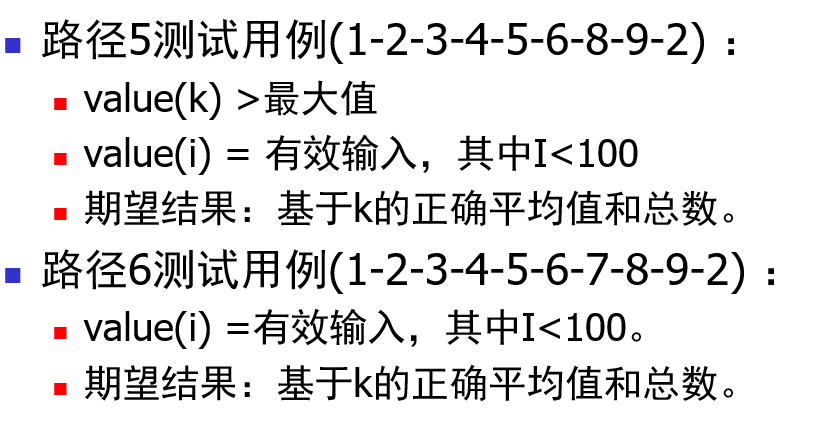 路径5测试用例(1-2-3-4-5-6-8-9-2)：
value(k) >最大值
value(i) = 有效输入，其中I<100
期望结果：基于k的正确平均值和总数。
路径6测试用例(1-2-3-4-5-6-7-8-9-2)：
value(i) =有效输入，其中I<100。
期望结果：基于k的正确平均值和总数。